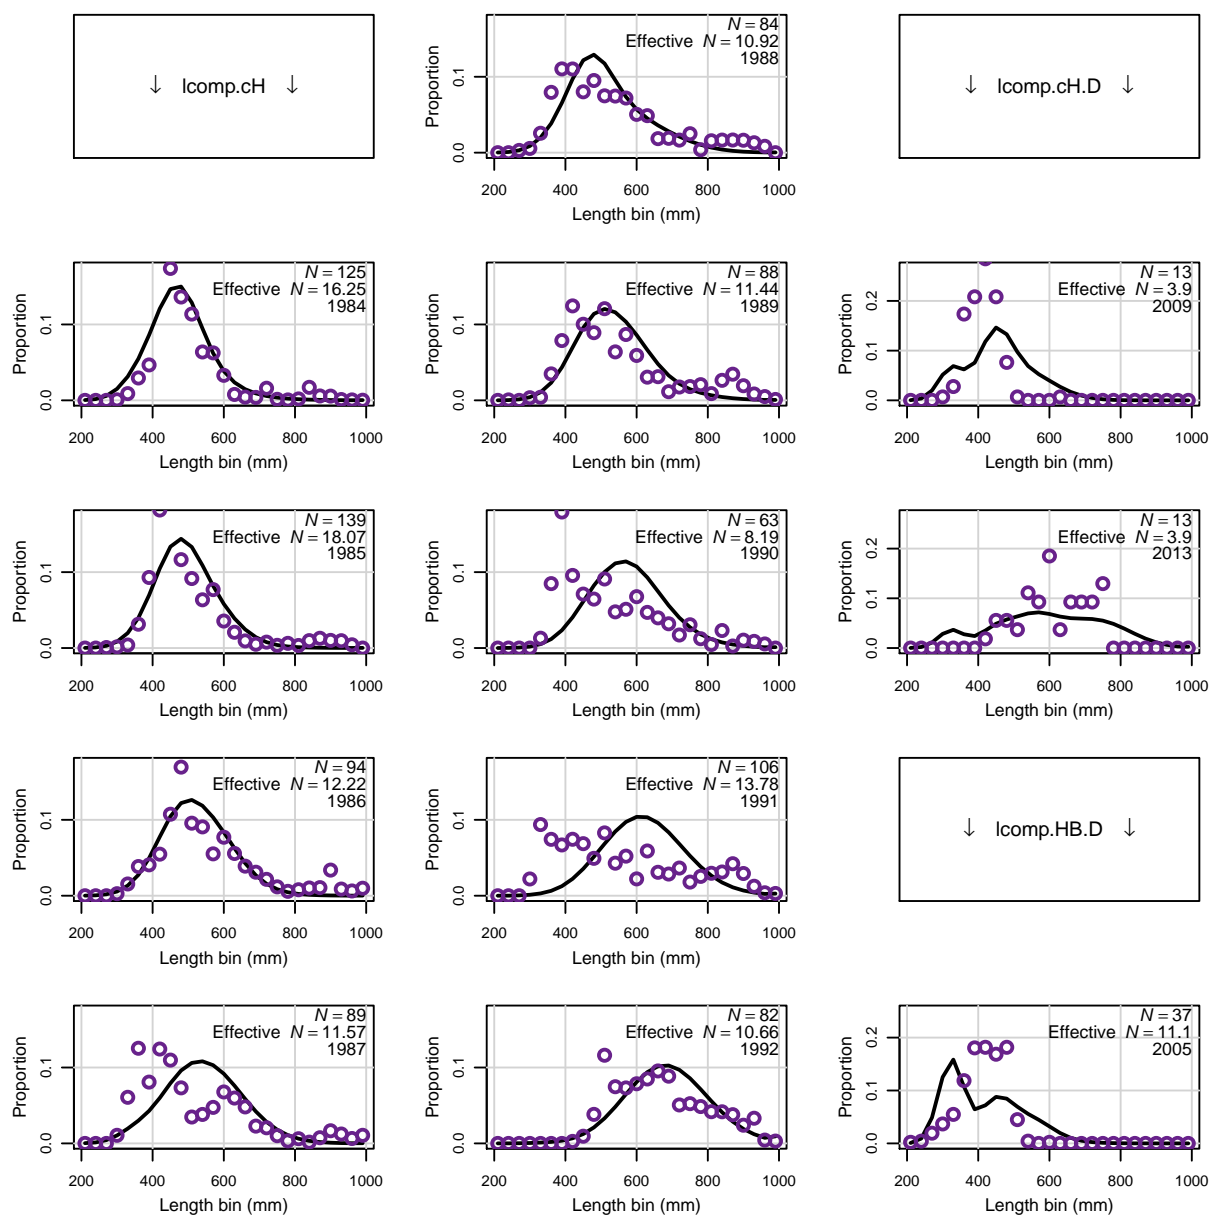 ↓ lcomp.cH ↓
N = 125
Effective N = 16.25
1984
Proportion
0.1
0.0
200 400 600 800 1000
Length bin (mm)
N = 139
Effective N = 18.07
1985
Proportion
0.1
0.0
200 400 600 800 1000
Length bin (mm)
N = 94
Effective N = 12.22
1986
Proportion
0.1
0.0
200 400 600 800 1000
Length bin (mm)
N = 89
Effective N = 11.57
1987
Proportion
0.1
0.0
200 400 600 800 1000
Length bin (mm)
N = 84
Effective N = 10.92
1988
Proportion
0.1
0.0
200 400 600 800 1000
Length bin (mm)
N = 88
Effective N = 11.44
1989
Proportion
0.1
0.0
200 400 600 800 1000
Length bin (mm)
N = 63
Effective N = 8.19
1990
Proportion
0.1
0.0
200 400 600 800 1000
Length bin (mm)
N = 106
Effective N = 13.78
1991
Proportion
0.1
0.0
200 400 600 800 1000
Length bin (mm)
N = 82
Effective N = 10.66
1992
Proportion
0.1
0.0
200 400 600 800 1000
Length bin (mm)
↓ lcomp.cH.D ↓
N = 13
Effective N = 3.9
2009
Proportion
0.2
0.1
0.0
200 400 600 800 1000
Length bin (mm)
N = 13
Effective N = 3.9
2013
Proportion
0.2
0.1
0.0
200 400 600 800 1000
Length bin (mm)
↓ lcomp.HB.D ↓
N = 37
Effective N = 11.1
2005
Proportion
0.2
0.1
0.0
200 400 600 800 1000
Length bin (mm)